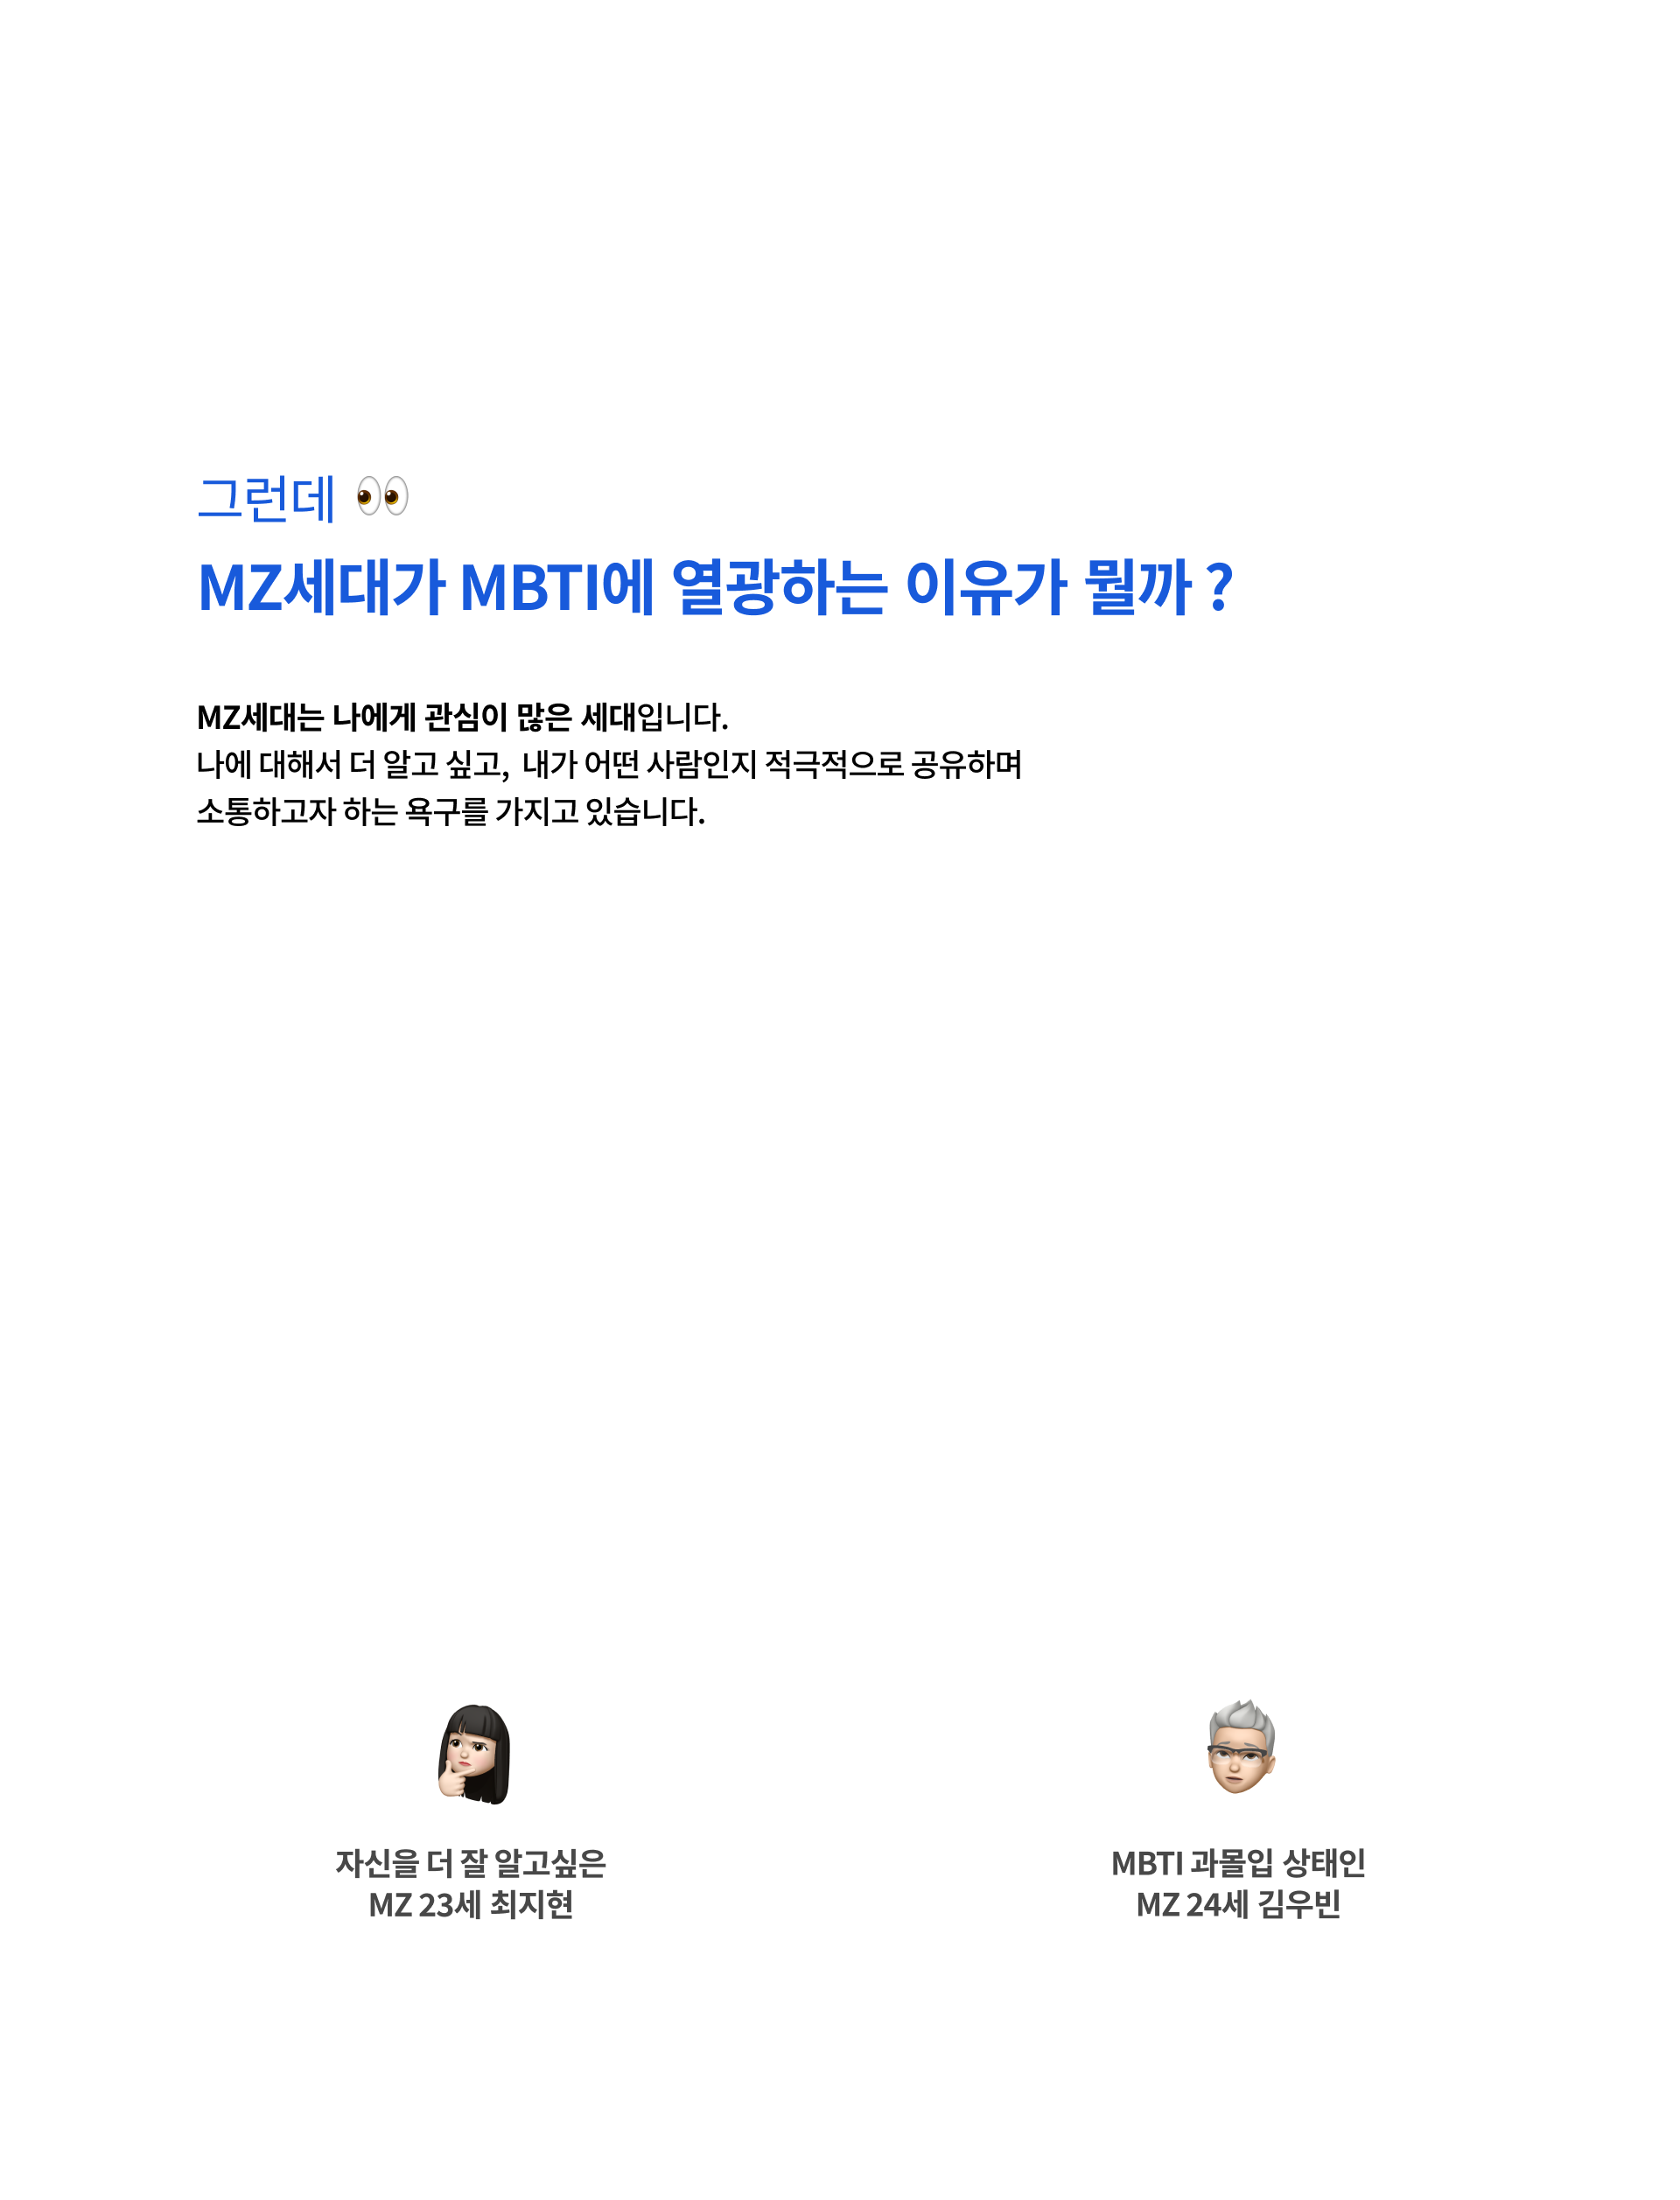 그런데 👀
MZ세대가 MBTI에 열광하는 이유가 뭘까 ?
MZ세대는 나에게 관심이 많은 세대입니다.
나에 대해서 더 알고 싶고, 내가 어떤 사람인지 적극적으로 공유하며
소통하고자 하는 욕구를 가지고 있습니다.
자신을 더 잘 알고싶은
MZ 23세 최지현
MBTI 과몰입 상태인
MZ 24세 김우빈